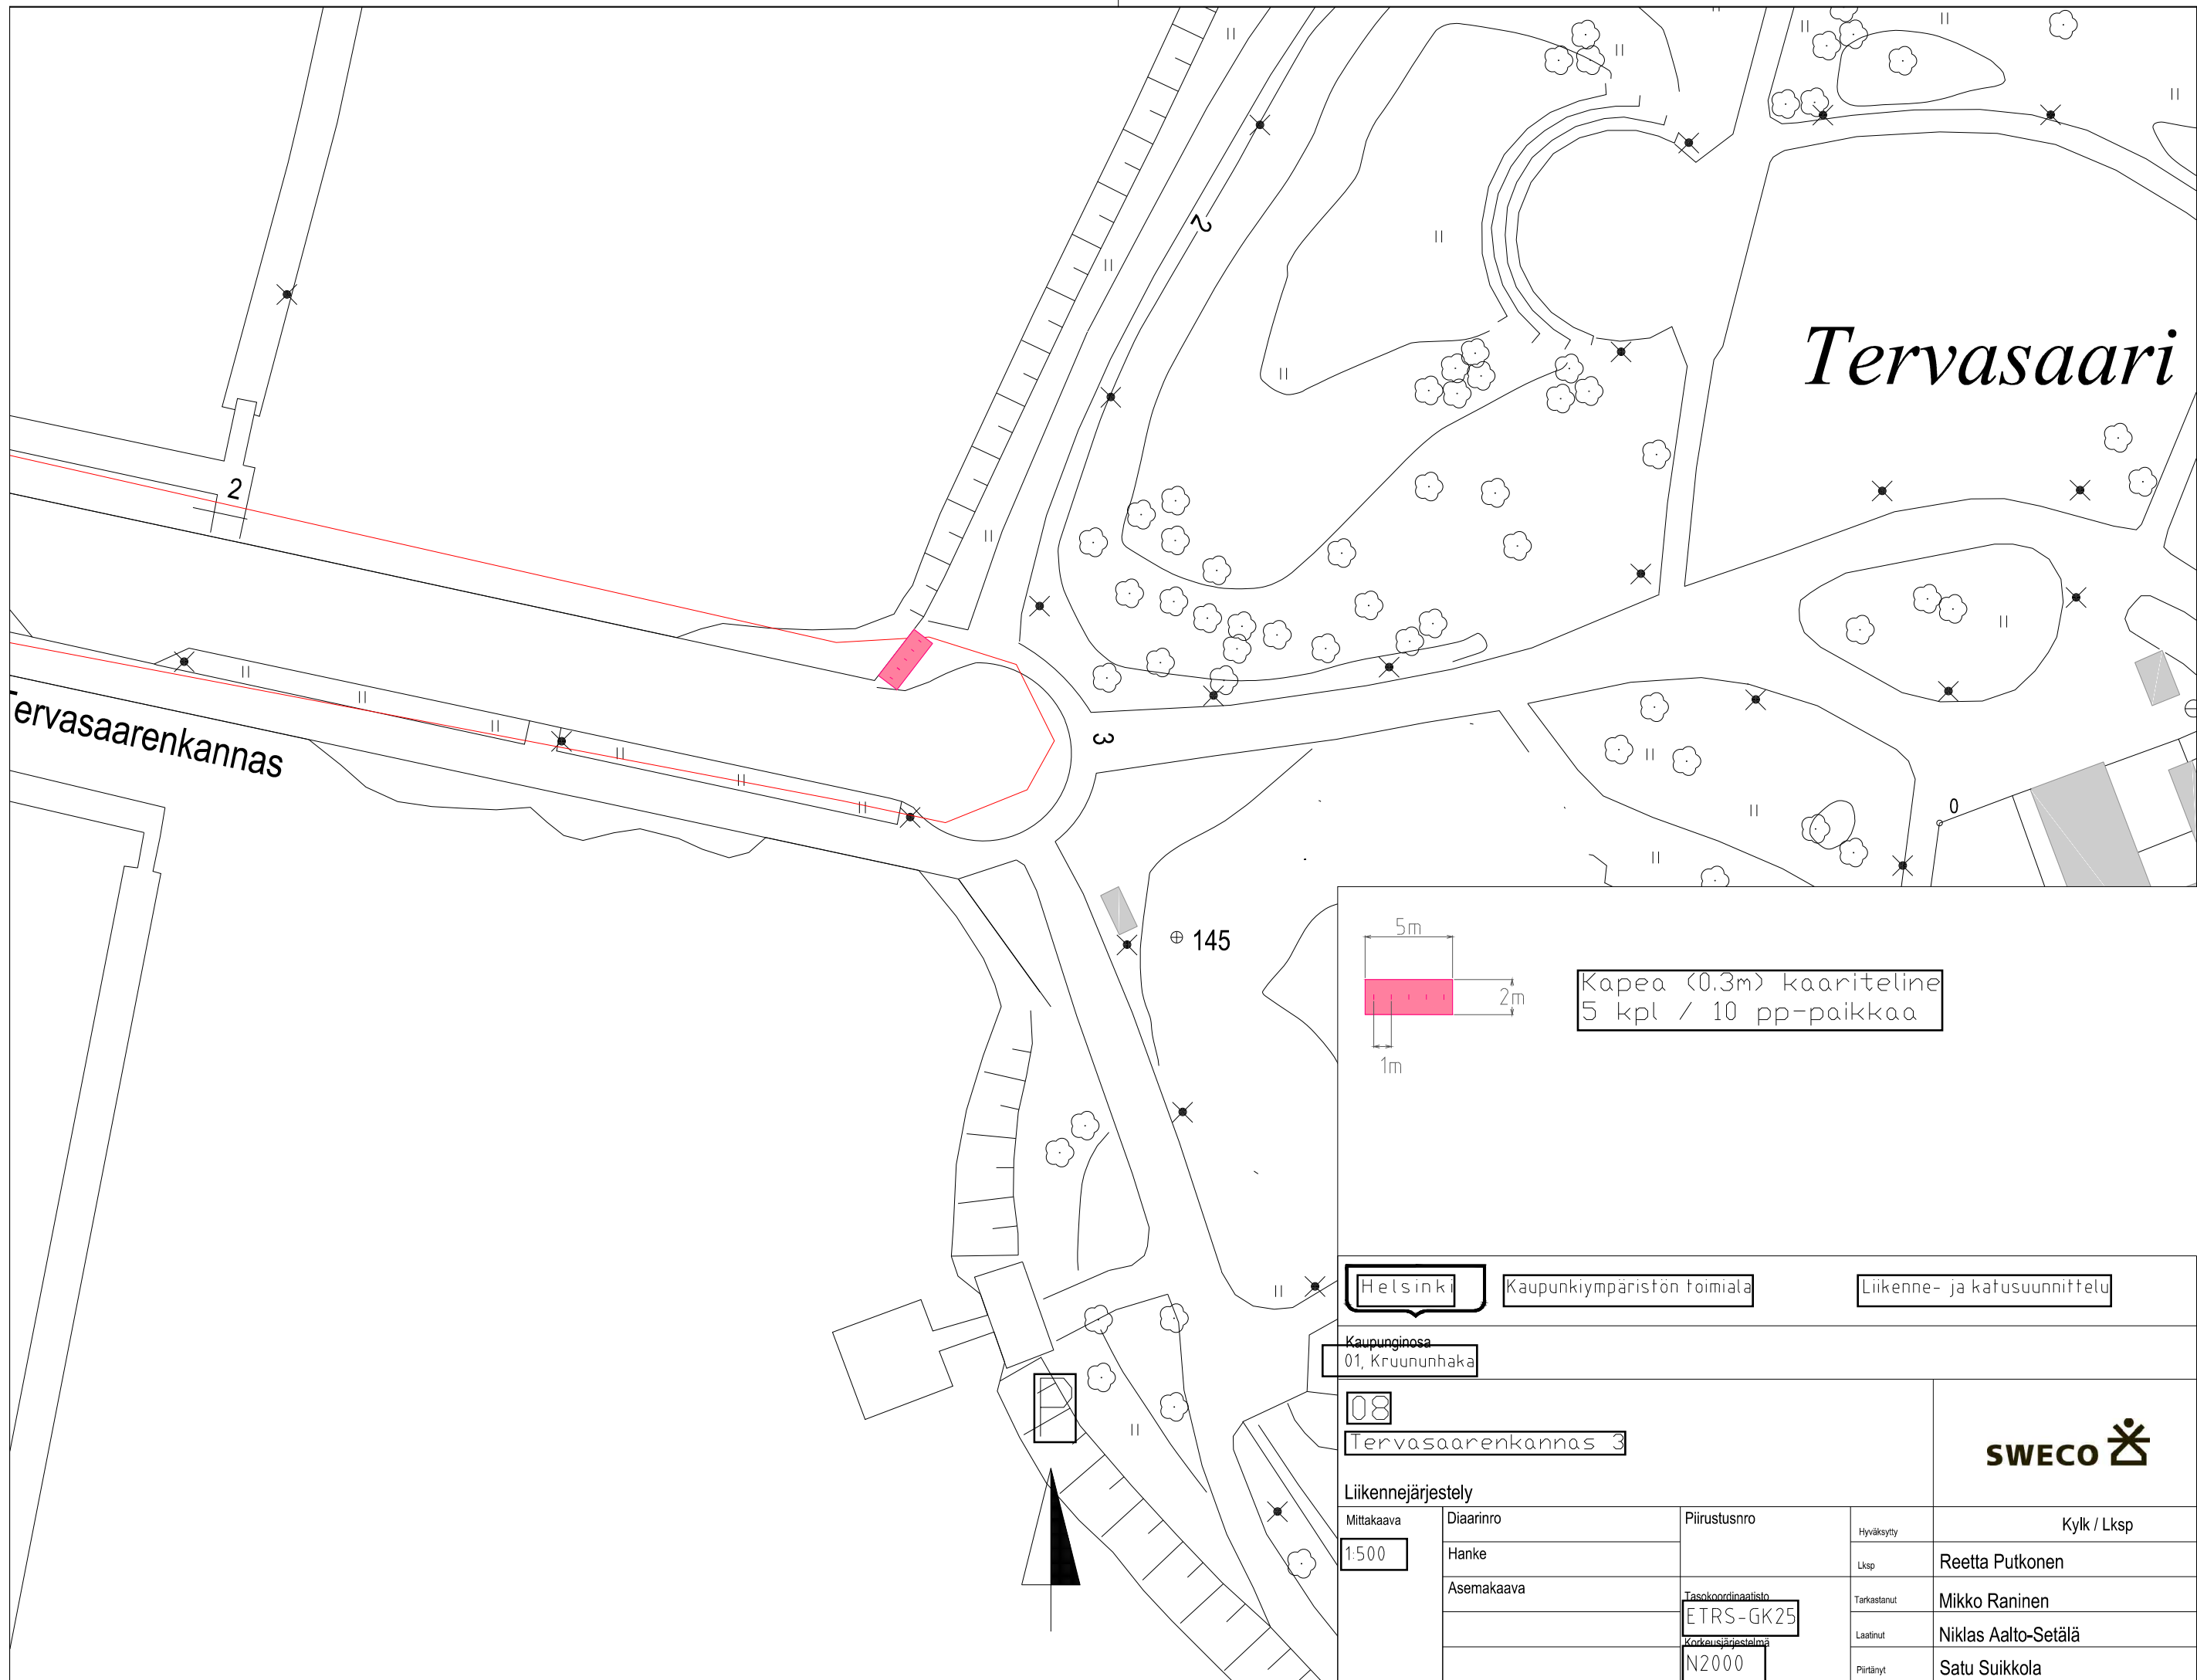 Tervasaari
2
2
ervasaarenkannas
3
0
145
5m
2m
1m
Kapea (0.3m) kaariteline
5 kpl / 10 pp-paikkaa
P
Helsinki
Kaupunkiympäristön toimiala
Liikenne- ja katusuunnittelu
Kaupunginosa
01, Kruununhaka
08
Tervasaarenkannas 3
Liikennejärjestely
SWECO
Mittakaava
1:500
Diaarinro
Hanke
Asemakaava
Piirustusnro
Tasokoordinaatisto
ETRS-GK25
Korkeusjärjestelmä
N2000
Hyväksytty
Kylk / Lksp
Lksp
Reetta Putkonen
Tarkastanut
Mikko Raninen
Laatinut
Niklas Aalto-Setälä
Piirtänyt
Satu Suikkola